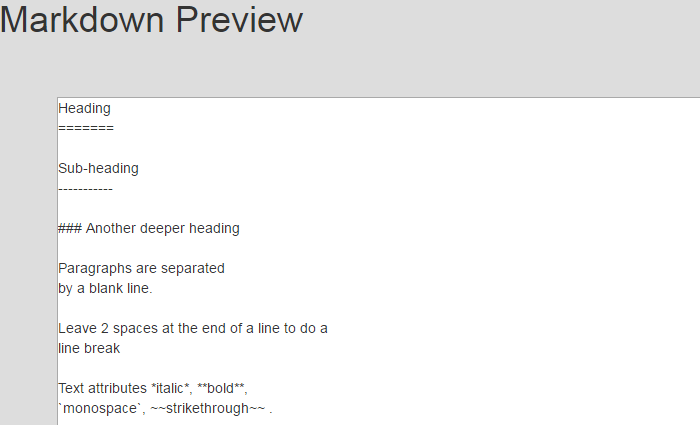 Markdown Preview
Heading
=======
Sub-heading
-----------
### Another deeper heading
Paragraphs are separated
by a blank line.
Leave 2 spaces at the end of a line to do a
line break
Text attributes *italic*, **bold**,
`monospace`, ~~strikethrough~~ .